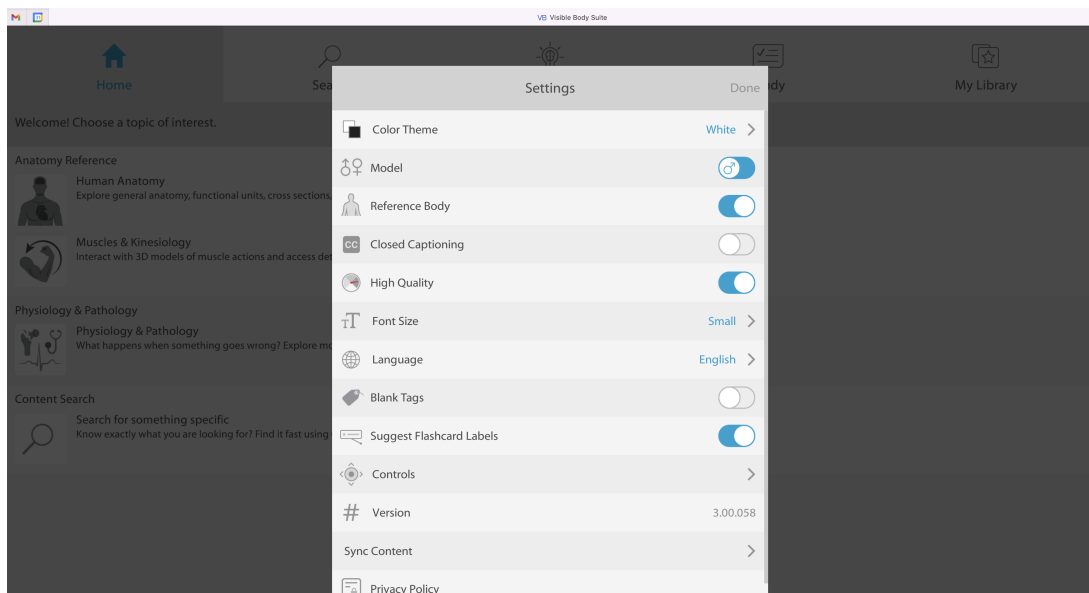 VB Visible Body Suite
Home
Sea
dy
My Library
Settings
Done
Welcome! Choose a topic of interest.
Anatomy Reference
Human Anatomy
Explore general anatomy, functional units, cross sections,
Muscles & Kinesiology
Interact with 3D models of muscle actions and access det
Physiology & Pathology
Physiology & Pathology
What happens when something goes wrong? Explore mo
Content Search
Search for something specific
Know exactly what you are looking for? Find it fast using
Color Theme
White
Model
Reference Body
CC
Closed Captioning
High Quality
TT
Font Size
Small
Language
English
Blank Tags
Suggest Flashcard Labels
Controls
#
Version
3.00.058
Sync Content
Privacy Policy